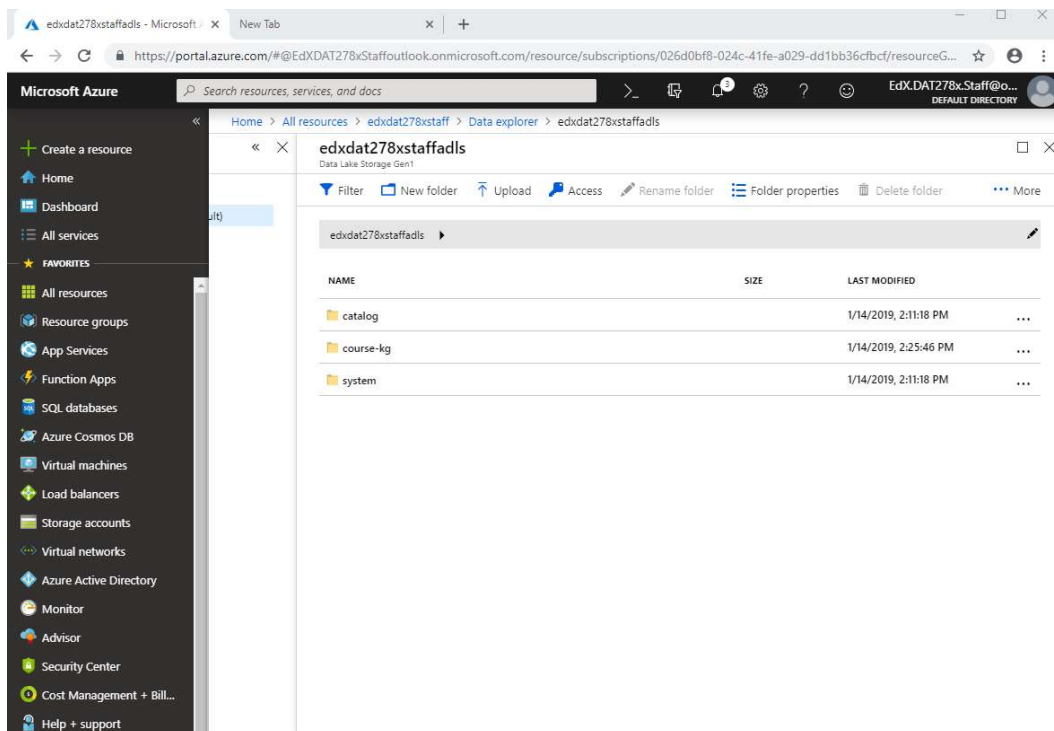 edxdat278xstaffadls - Microsoft A
New Tab
https://portal.azure.com/#@EdXDAT278xStaffoutlook.onmicrosoft.com/resource/subscriptions/026d0bf8-024c-41fe-a029-dd1bb36cfbcf/resourceG...
Microsoft Azure
Search resources, services, and docs
3
EdX.DAT278x.Staff@o...
DEFAULT DIRECTORY
Home > All resources > edxdat278xstaff > Data explorer > edxdat278xstaffadls
Create a resource
Home
Dashboard
All services
FAVORITES
All resources
Resource groups
App Services
Function Apps
SQL databases
Azure Cosmos DB
Virtual machines
Load balancers
Storage accounts
Virtual networks
Azure Active Directory
Monitor
Advisor
Security Center
Cost Management + Bill...
Help + support
ult)
edxdat278xstaffadls
Data Lake Storage Gen1
Filter New folder Upload Access Rename folder Folder properties Delete folder More
edxdat278xstaffadls
NAME SIZE LAST MODIFIED
catalog 1/14/2019, 2:11:18 PM ...
course-kg 1/14/2019, 2:25:46 PM ...
system 1/14/2019, 2:11:18 PM ...